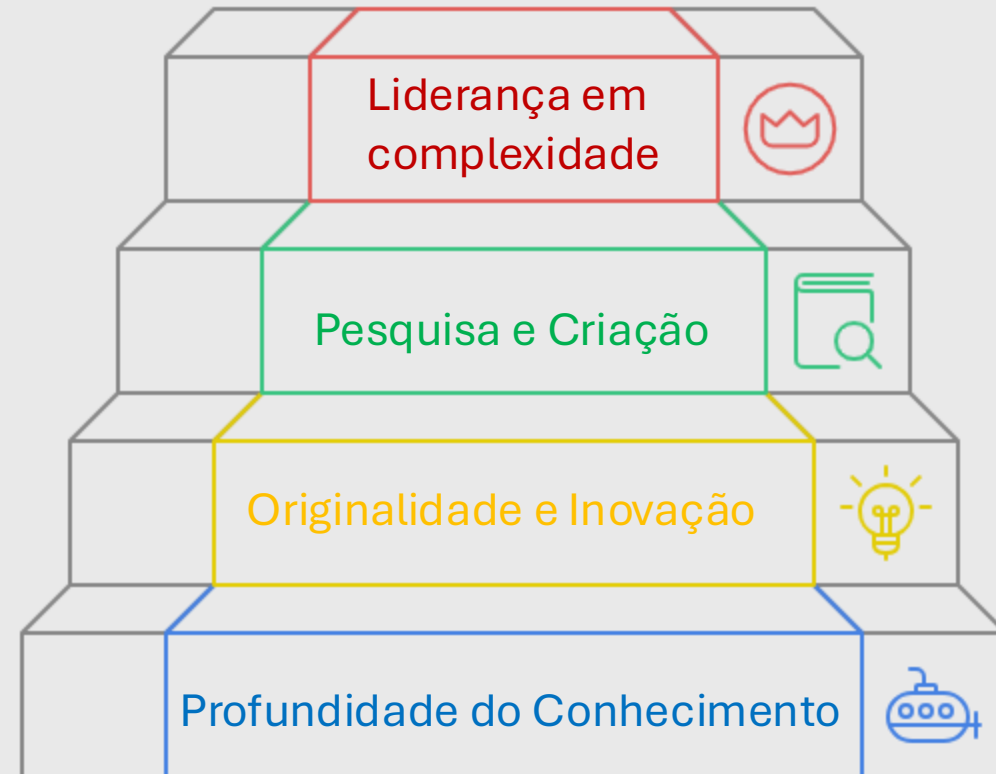 Liderança em
complexidade
Pesquisa e Criação
Originalidade e Inovação
Profundidade do Conhecimento